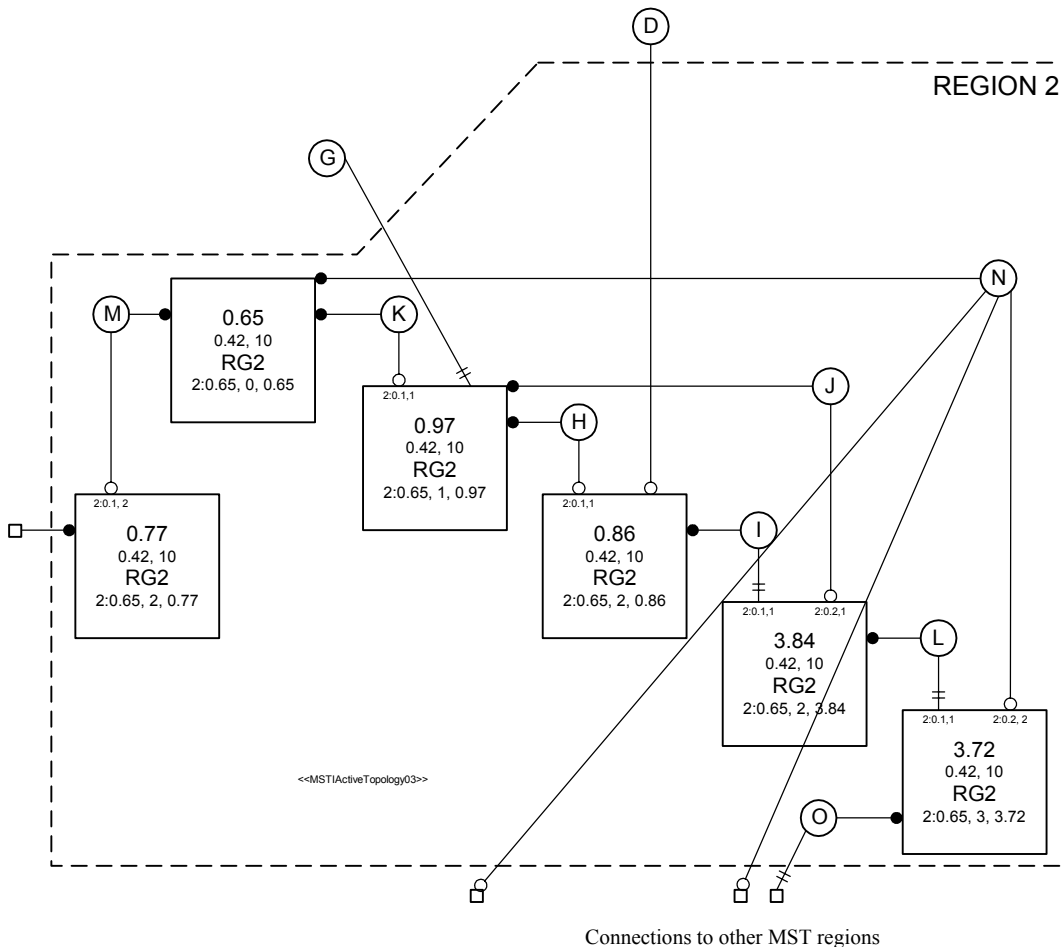 D
REGION 2
G
N
M
0.65
0.42, 10
RG2
2:0.65, 0, 0.65
K
J
2:0.1,1
0.97
0.42, 10
RG2
2:0.65, 1, 0.97
H
2:0.1, 2
0.77
0.42, 10
RG2
2:0.65, 2, 0.77
2:0.1,1
0.86
0.42, 10
RG2
2:0.65, 2, 0.86
I
2:0.1,1
2:0.2,1
3.84
0.42, 10
RG2
2:0.65, 2, 3.84
L
2:0.1,1
2:0.2, 2
3.72
0.42, 10
RG2
2:0.65, 3, 3.72
<<MSTIActiveTopology03>>
O
Connections to other MST regions